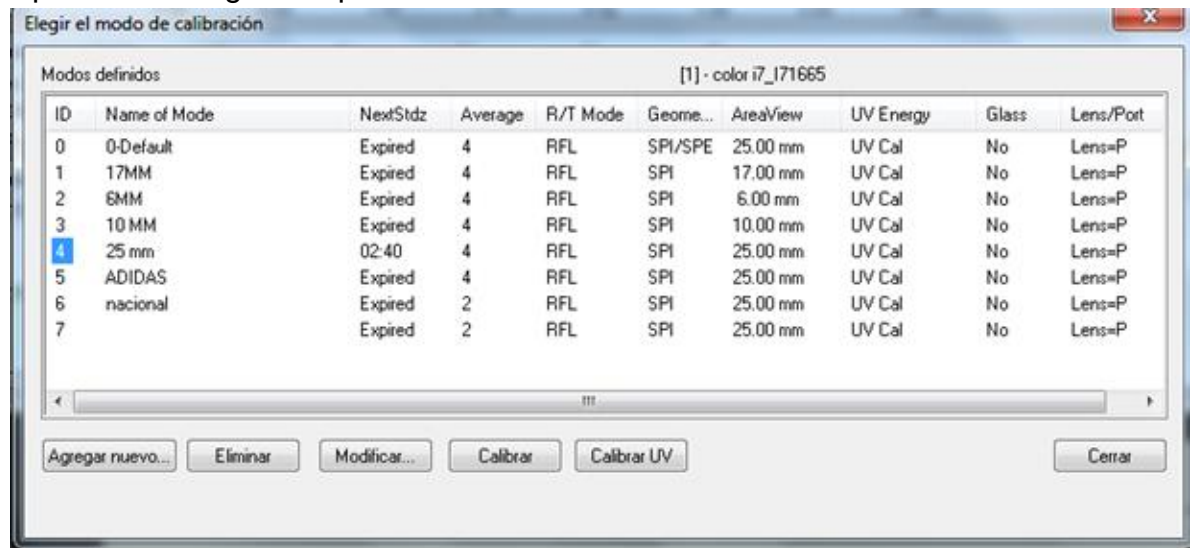 Elegir el modo de calibración
Modos definidos [1] - color i7_I71665
ID Name of Mode NextStdz Average R/T Mode Geome... AreaView UV Energy Glass Lens/Port
0 0-Default Expired 4 RFL SPI/SPE 25.00 mm UV Cal No Lens=P
1 17MM Expired 4 RFL SPI 17.00 mm UV Cal No Lens=P
2 6MM Expired 4 RFL SPI 6.00 mm UV Cal No Lens=P
3 10 MM Expired 4 RFL SPI 10.00 mm UV Cal No Lens=P
4 25 mm 02:40 4 RFL SPI 25.00 mm UV Cal No Lens=P
5 ADIDAS Expired 4 RFL SPI 25.00 mm UV Cal No Lens=P
6 nacional Expired 2 RFL SPI 25.00 mm UV Cal No Lens=P
7 Expired 2 RFL SPI 25.00 mm UV Cal No Lens=P
Agregar nuevo... Eliminar Modificar... Calibrar Calibrar UV Cerrar